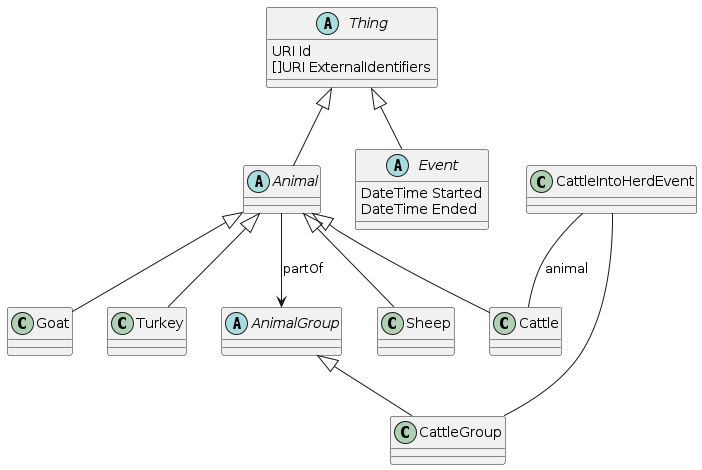 A Thing
URI Id
[]URI ExternalIdentifiers
A Animal
A Event
DateTime Started
DateTime Ended
C CattleIntoHerdEvent
partOf
animal
C Goat
C Turkey
A AnimalGroup
C Sheep
C Cattle
C CattleGroup